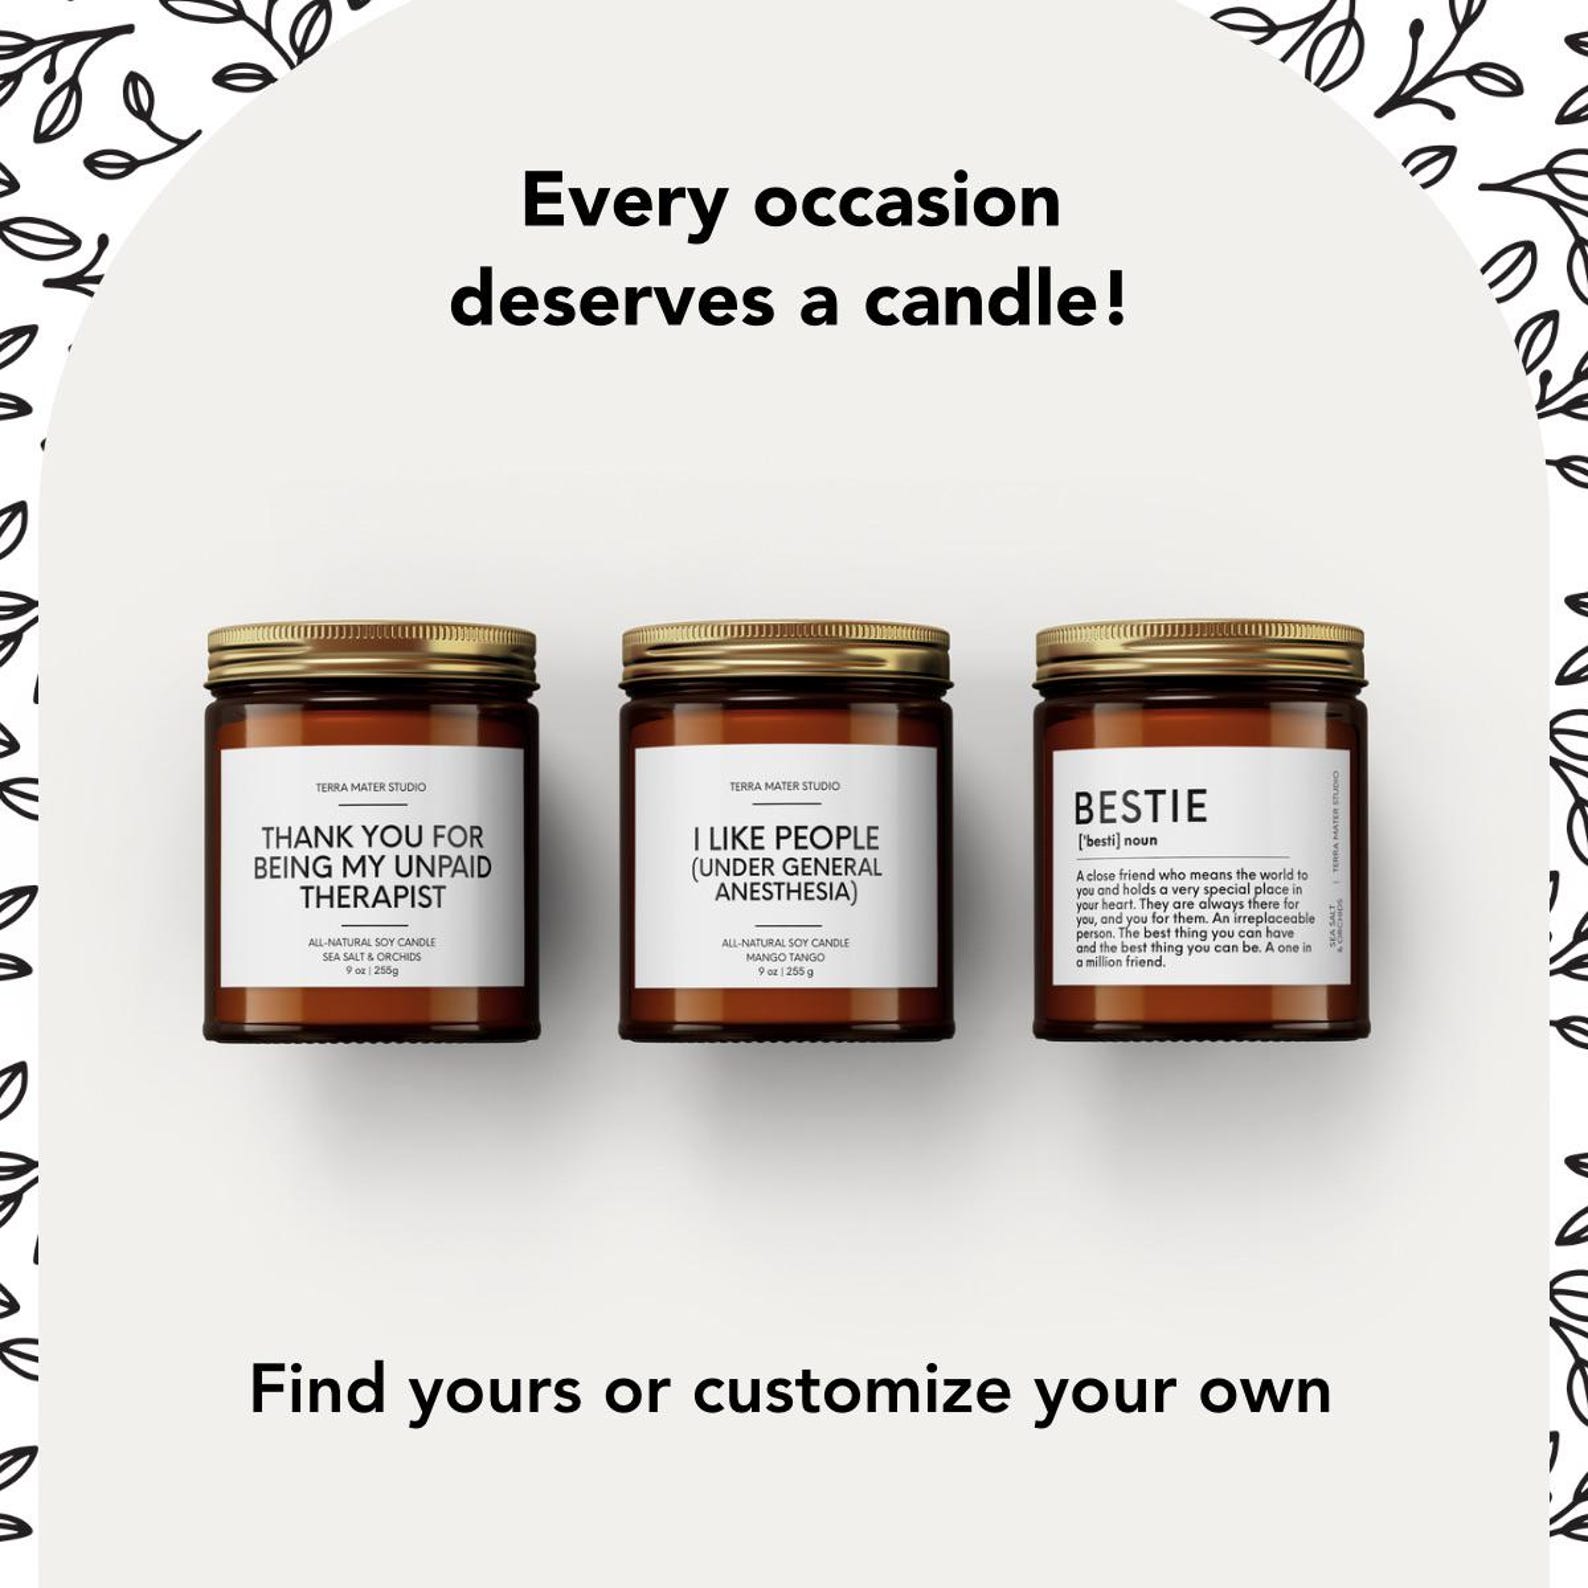 Every occasion
deserves a candle!
TERRA MATER STUDIO
THANK YOU FOR
BEING MY UNPAID
THERAPIST
ALL-NATURAL SOY CANDLE
SEA SALT & ORCHIDS
9 oz | 255g
TERRA MATER STUDIO
I LIKE PEOPLE
(UNDER GENERAL
ANESTHESIA)
ALL-NATURAL SOY CANDLE
MANGO TANGO
9 oz | 255 g
BESTIE
['besti] noun
A close friend who means the world to
you and holds a very special place in
your heart. They are always there for
you, and you for them. An irreplaceable
person. The best thing you can have
and the best thing you can be. A one in
a million friend.
SEA SALT
& ORCHIDS | TERRA MATER STUDIO
Find yours or customize your own